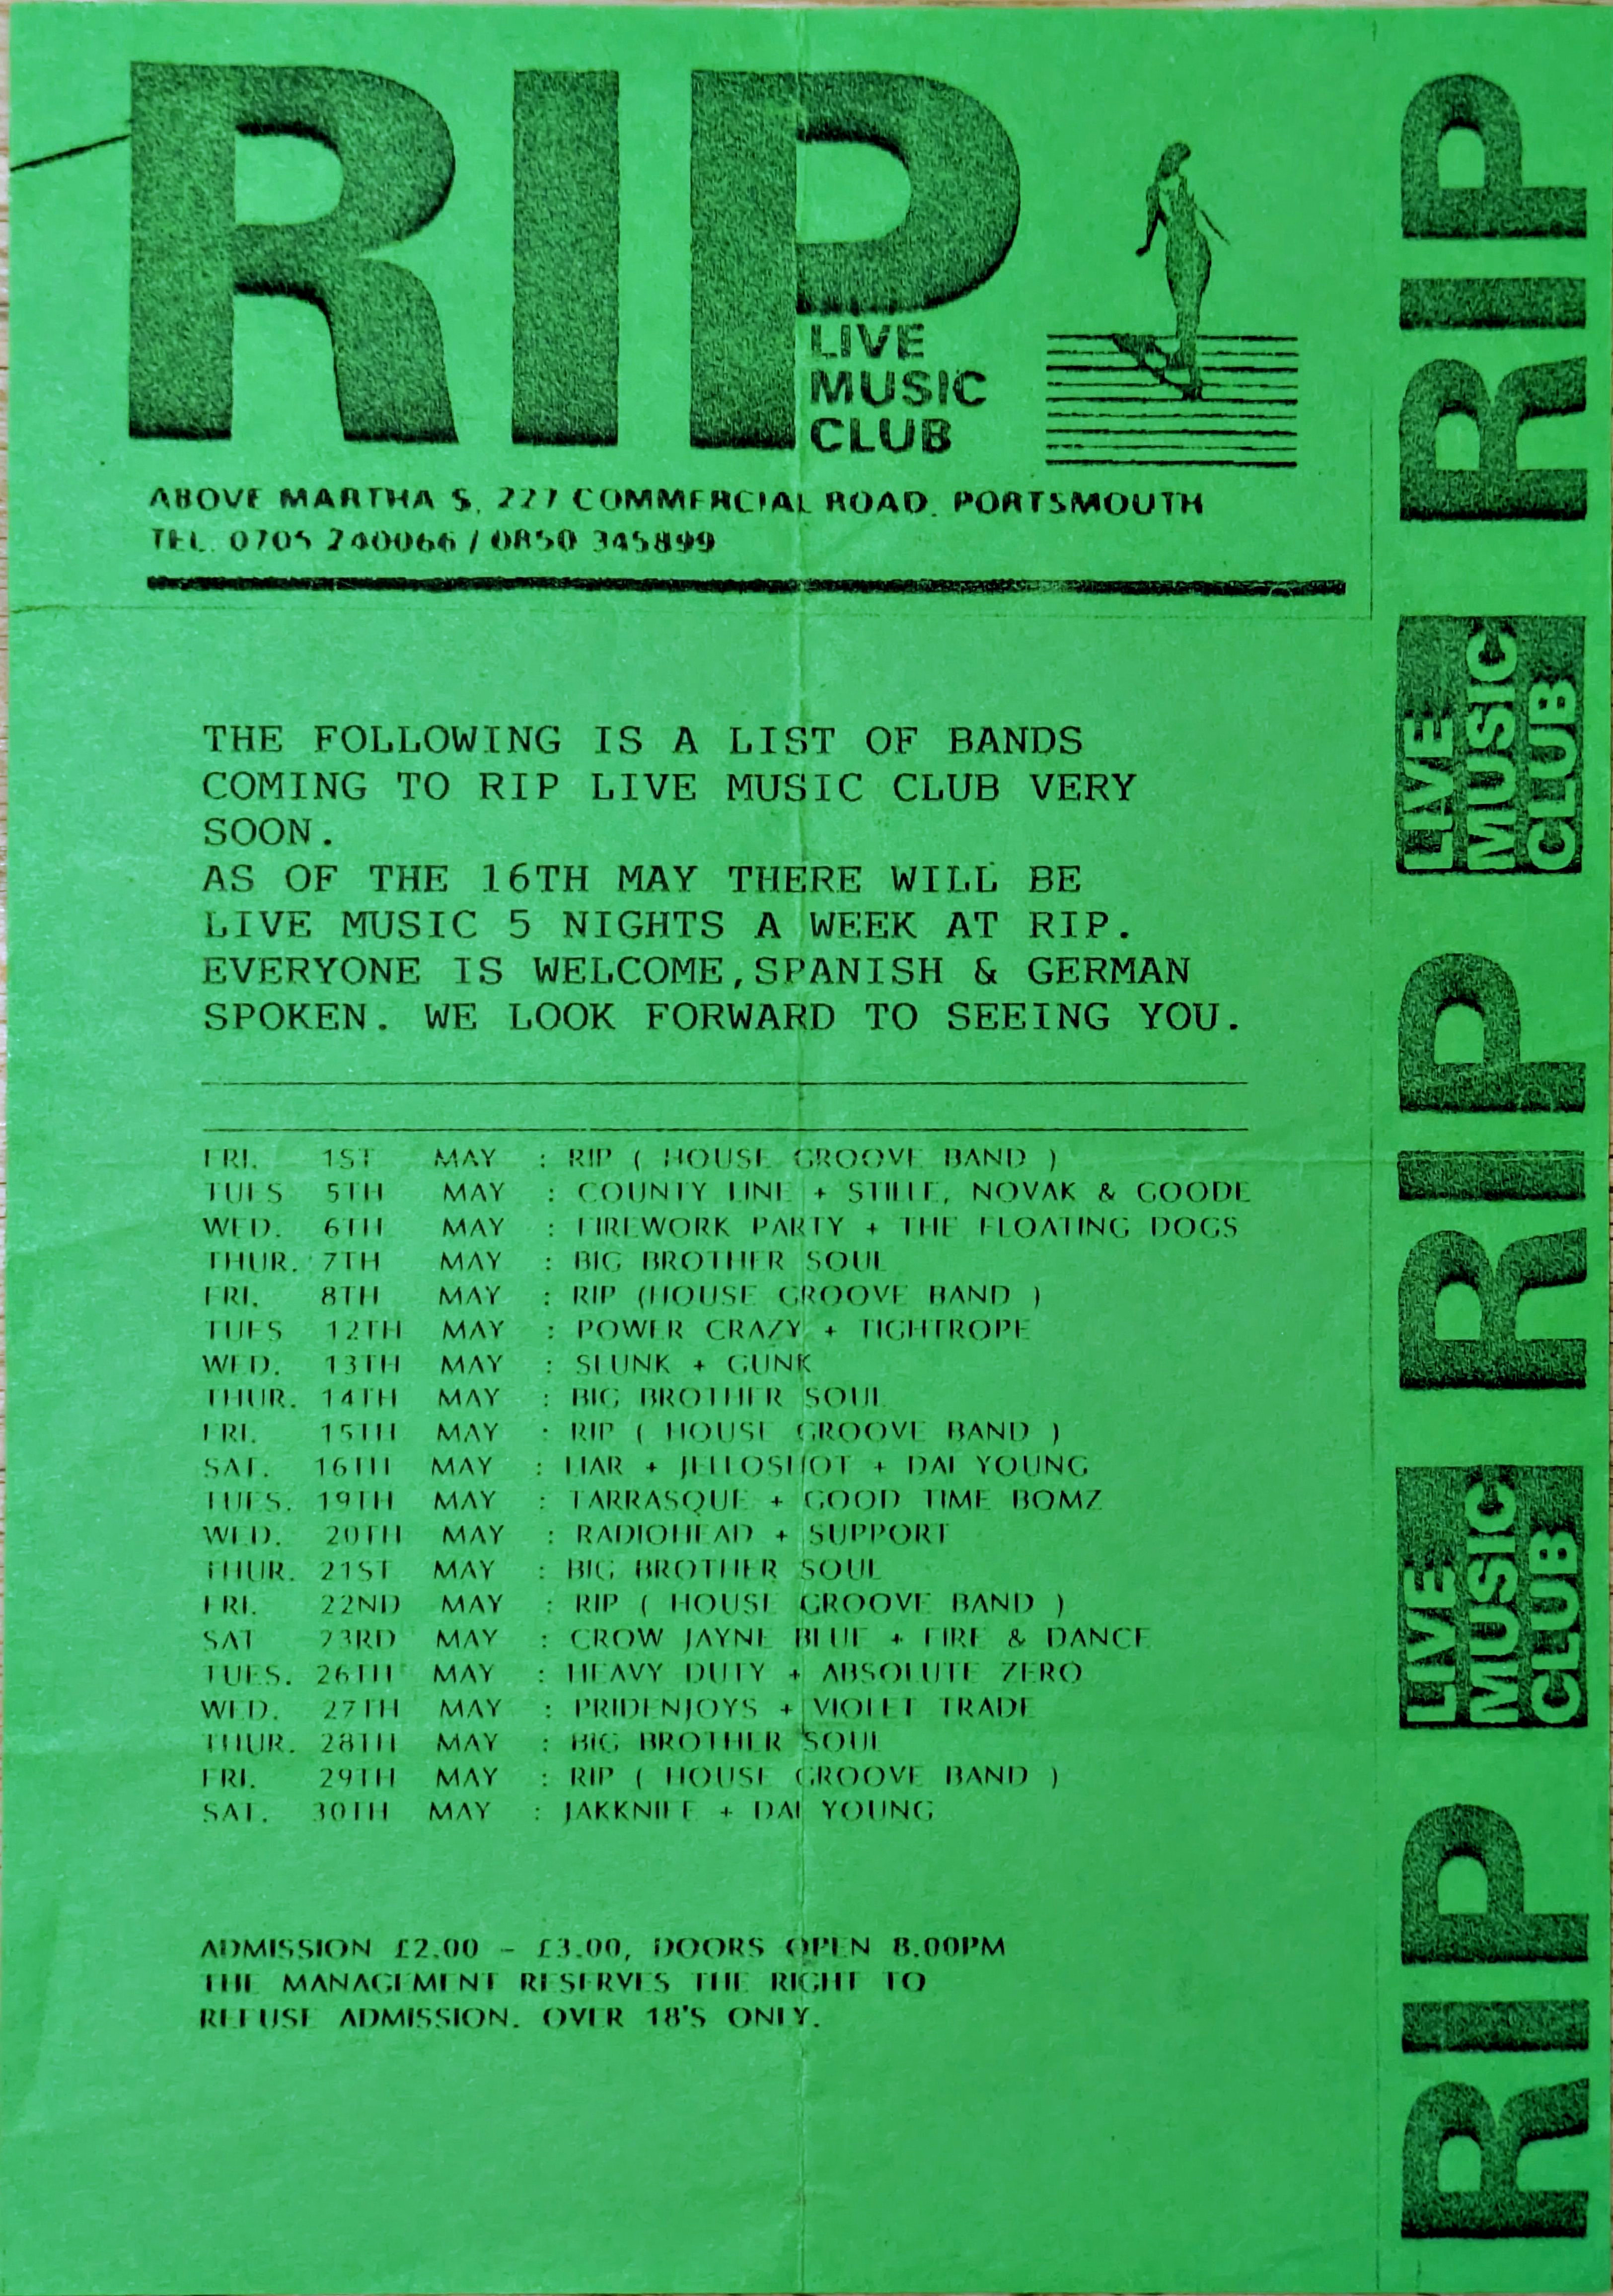 RIP
LIVE
MUSIC
CLUB
ABOVE MARTHA S, 227 COMMERCIAL ROAD, PORTSMOUTH
TEL. 0705 240066 / 0850 345899
THE FOLLOWING IS A LIST OF BANDS
COMING TO RIP LIVE MUSIC CLUB VERY
SOON.
AS OF THE 16TH MAY THERE WILL BE
LIVE MUSIC 5 NIGHTS A WEEK AT RIP.
EVERYONE IS WELCOME,SPANISH & GERMAN
SPOKEN. WE LOOK FORWARD TO SEEING YOU.
FRI. 1ST MAY : RIP ( HOUSE GROOVE BAND )
TUES 5TH MAY : COUNTY LINE + STILLE, NOVAK & GOODE
WED. 6TH MAY : FIREWORK PARTY + THE FLOATING DOGS
THUR. 7TH MAY : BIG BROTHER SOUL
FRI. 8TH MAY : RIP (HOUSE GROOVE BAND )
TUES 12TH MAY : POWER CRAZY + TIGHTROPE
WED. 13TH MAY : SLUNK + GUNK
THUR. 14TH MAY : BIG BROTHER SOUL
FRI. 15TH MAY : RIP ( HOUSE GROOVE BAND )
SAT. 16TH MAY : LIAR + JELLOSHOT + DAI YOUNG
TUES. 19TH MAY : TARRASQUE + GOOD TIME BOMZ
WED. 20TH MAY : RADIOHEAD + SUPPORT
THUR. 21ST MAY : BIG BROTHER SOUL
FRI. 22ND MAY : RIP ( HOUSE GROOVE BAND )
SAT 23RD MAY : CROW JAYNE BLUE + FIRE & DANCE
TUES. 26TH MAY : HEAVY DUTY + ABSOLUTE ZERO
WED. 27TH MAY : PRIDENJOYS + VIOLET TRADE
THUR. 28TH MAY : BIG BROTHER SOUL
FRI. 29TH MAY : RIP ( HOUSE GROOVE BAND )
SAT. 30TH MAY : JAKKNIFE + DAI YOUNG
ADMISSION £2.00 - £3.00, DOORS OPEN 8.00PM
THE MANAGEMENT RESERVES THE RIGHT TO
REFUSE ADMISSION. OVER 18'S ONLY.
RIP
RIP
LIVE
MUSIC
CLUB
RIP
RIP
LIVE
MUSIC
CLUB
RIP
RIP